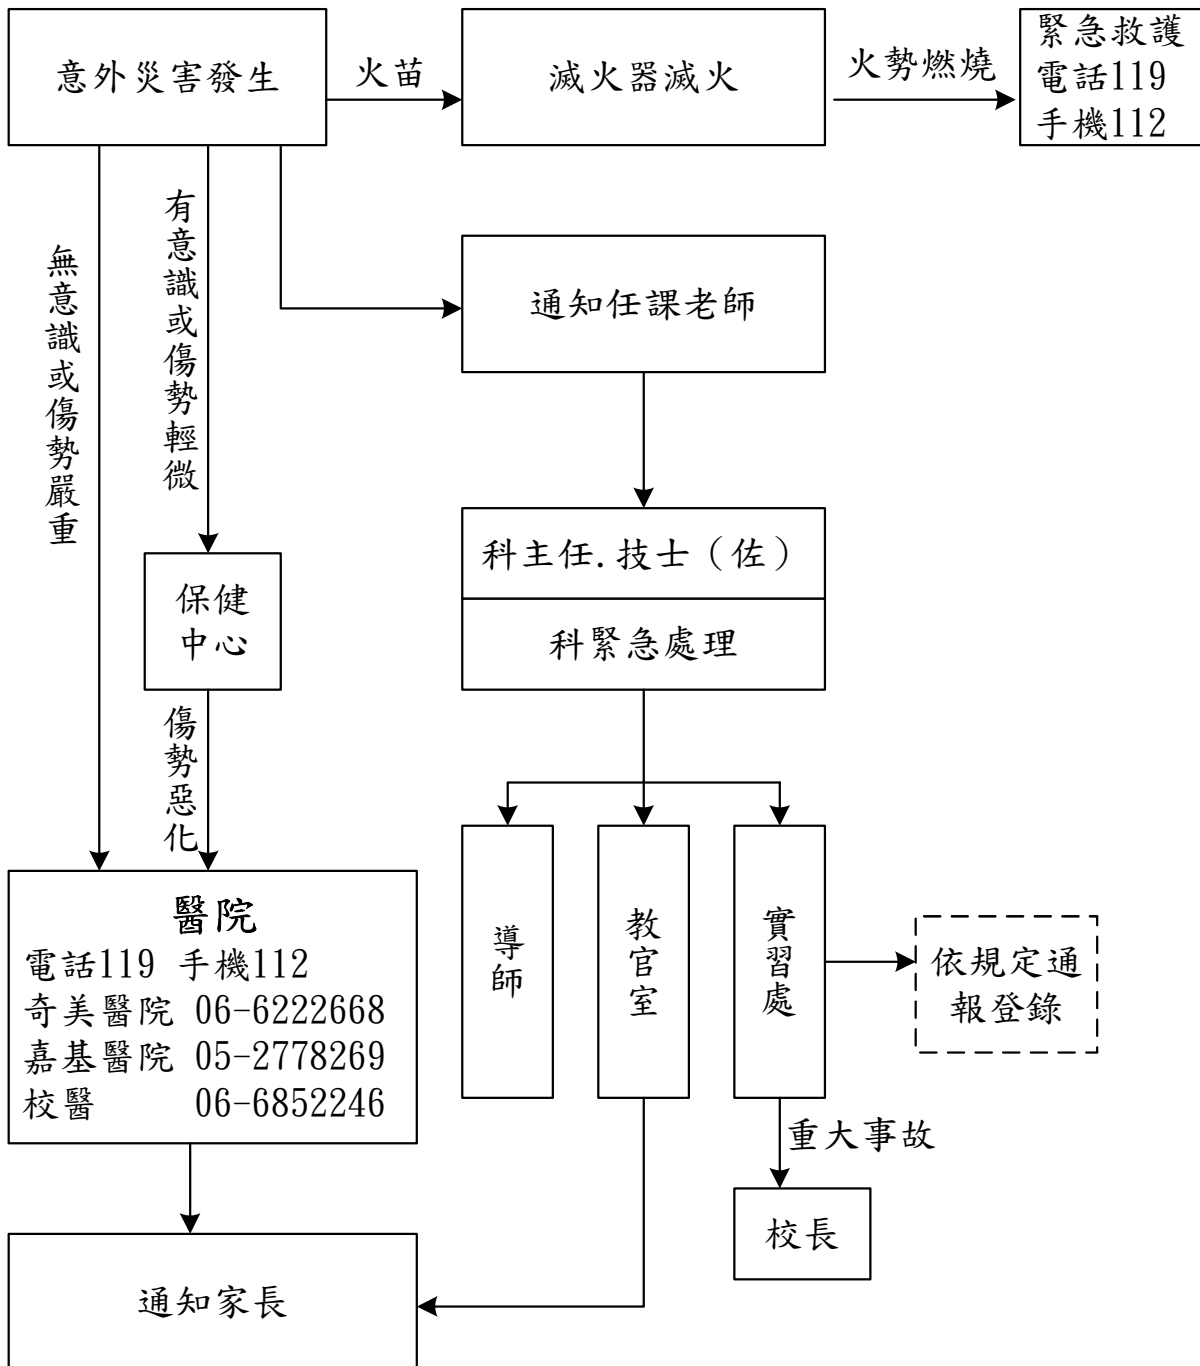 意外災害發生
火苗
滅火器滅火
火勢燃燒
緊急救護
電話119
手機112
無意識或傷勢嚴重
有意識或傷勢輕微
通知任課老師
科主任.技士（佐）
科緊急處理
保健
中心
傷勢惡化
醫院
電話119 手機112
奇美醫院 06-6222668
嘉基醫院 05-2778269
校醫 06-6852246
導師
教官室
實習處
依規定通
報登錄
重大事故
校長
通知家長